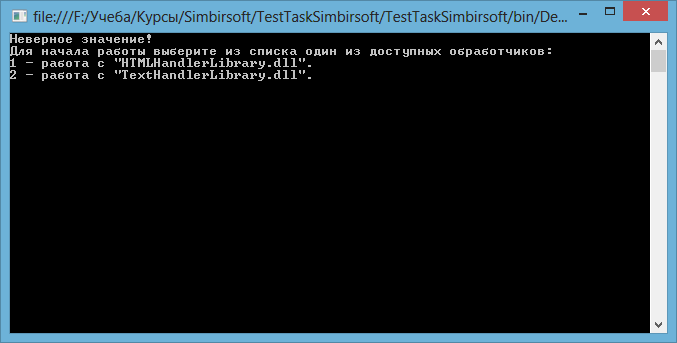 file:///F:/Учеба/Курсы/Simbirsoft/TestTaskSimbirsoft/TestTaskSimbirsoft/bin/De...
Неверное значение!
Для начала работы выберите из списка один из доступных обработчиков:
1 - работа с "HTMLHandlerLibrary.dll".
2 - работа с "TextHandlerLibrary.dll".